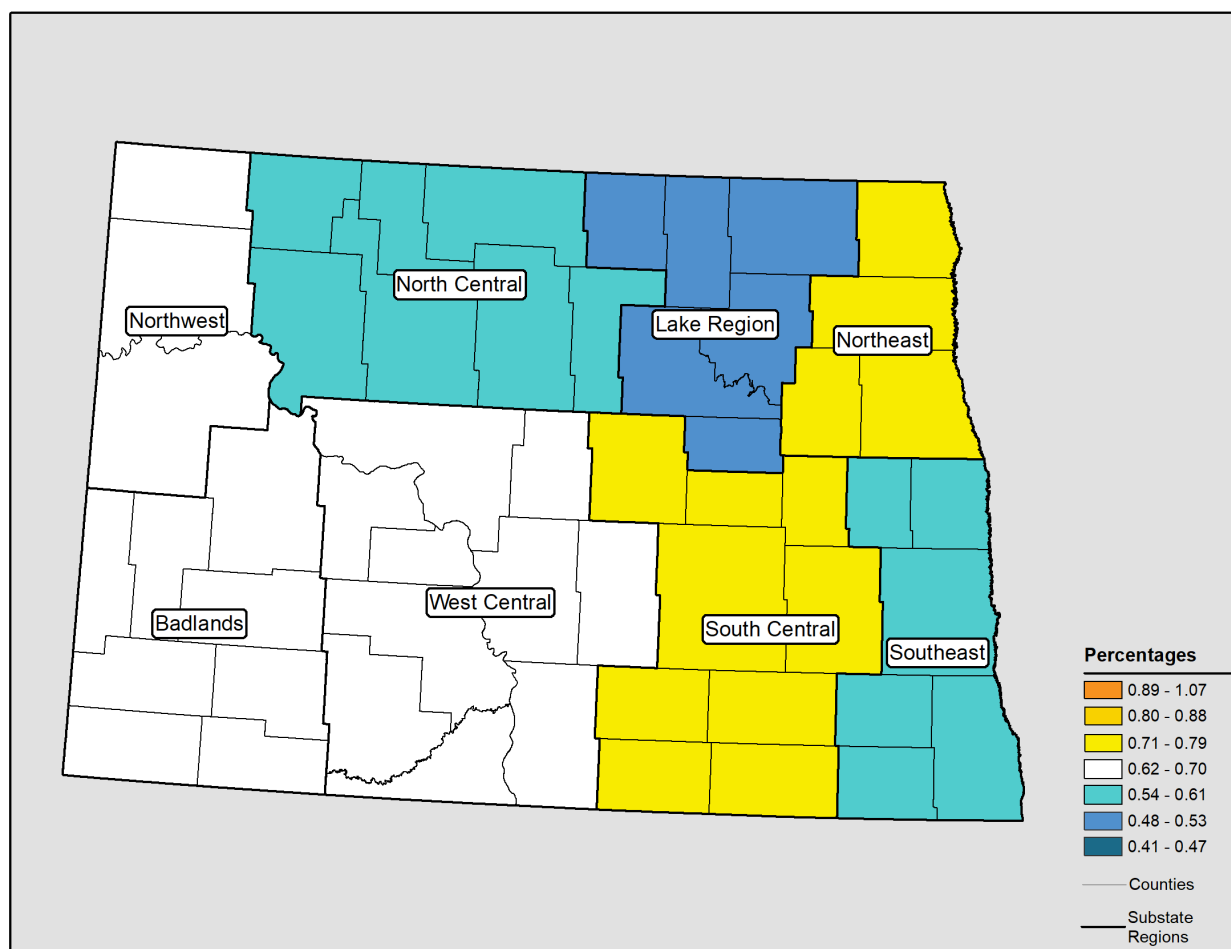 North Central
Northwest
Lake Region
Northeast
West Central
Badlands
South Central
Southeast
Percentages
0.89 - 1.07
0.80 - 0.88
0.71 - 0.79
0.62 - 0.70
0.54 - 0.61
0.48 - 0.53
0.41 - 0.47
Counties
Substate
Regions